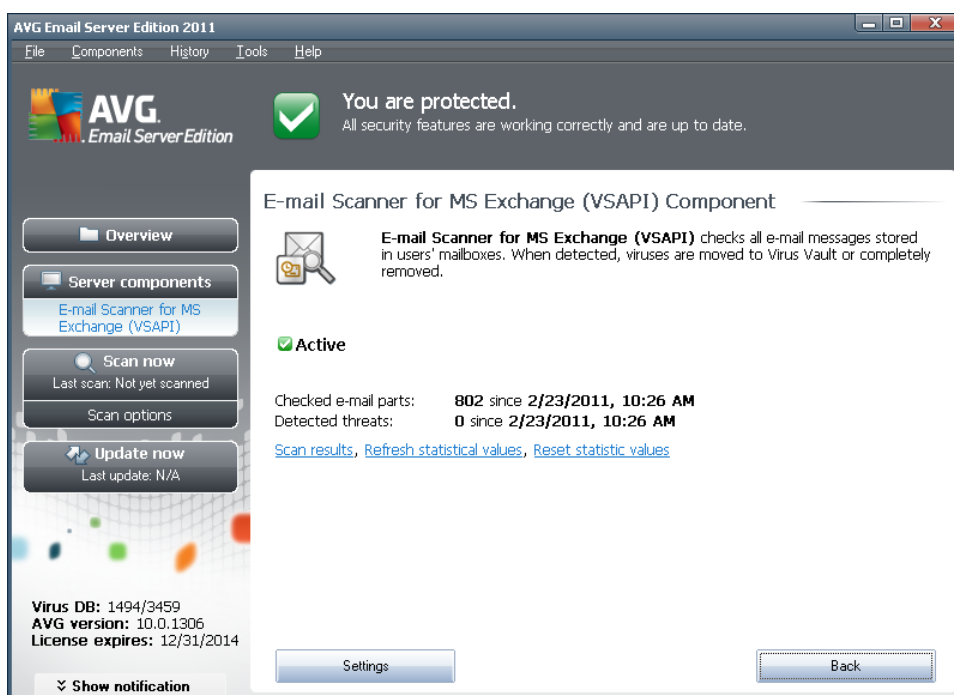 AVG Email Server Edition 2011
File Components History Tools Help
AVG.
Email Server Edition
You are protected.
All security features are working correctly and are up to date.
Overview
Server components
E-mail Scanner for MS
Exchange (VSAPI)
Scan now
Last scan: Not yet scanned
Scan options
Update now
Last update: N/A
Virus DB: 1494/3459
AVG version: 10.0.1306
License expires: 12/31/2014
Show notification
E-mail Scanner for MS Exchange (VSAPI) Component
E-mail Scanner for MS Exchange (VSAPI) checks all e-mail messages stored
in users' mailboxes. When detected, viruses are moved to Virus Vault or completely
removed.
Active
Checked e-mail parts: 802 since 2/23/2011, 10:26 AM
Detected threats: 0 since 2/23/2011, 10:26 AM
Scan results, Refresh statistical values, Reset statistic values
Settings
Back